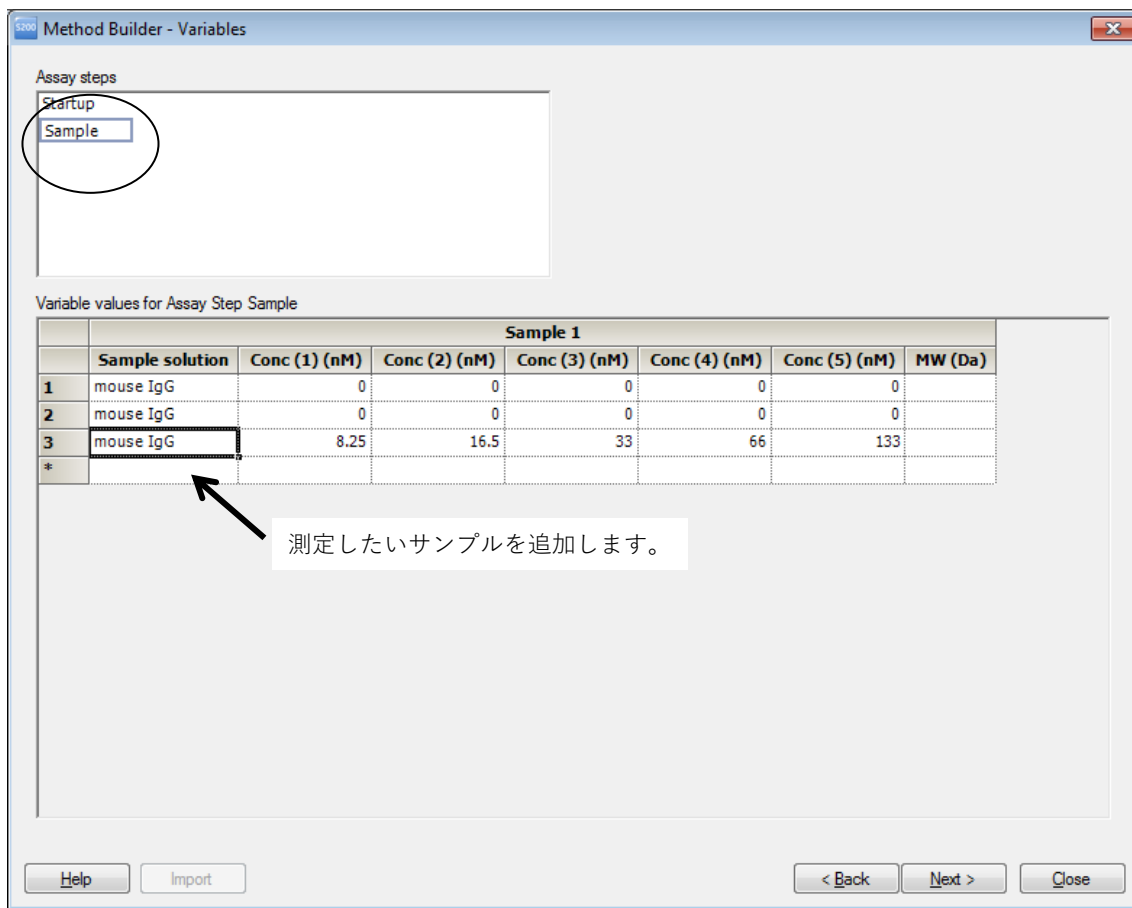 S200 Method Builder - Variables
Assay steps
Startup
Sample
Variable values for Assay Step Sample
Sample 1
Sample solution Conc (1) (nM) Conc (2) (nM) Conc (3) (nM) Conc (4) (nM) Conc (5) (nM) MW (Da)
1 mouse IgG 0 0 0 0 0
2 mouse IgG 0 0 0 0 0
3 mouse IgG 8.25 16.5 33 66 133
*
測定したいサンプルを追加します。
Help Import < Back Next > Close